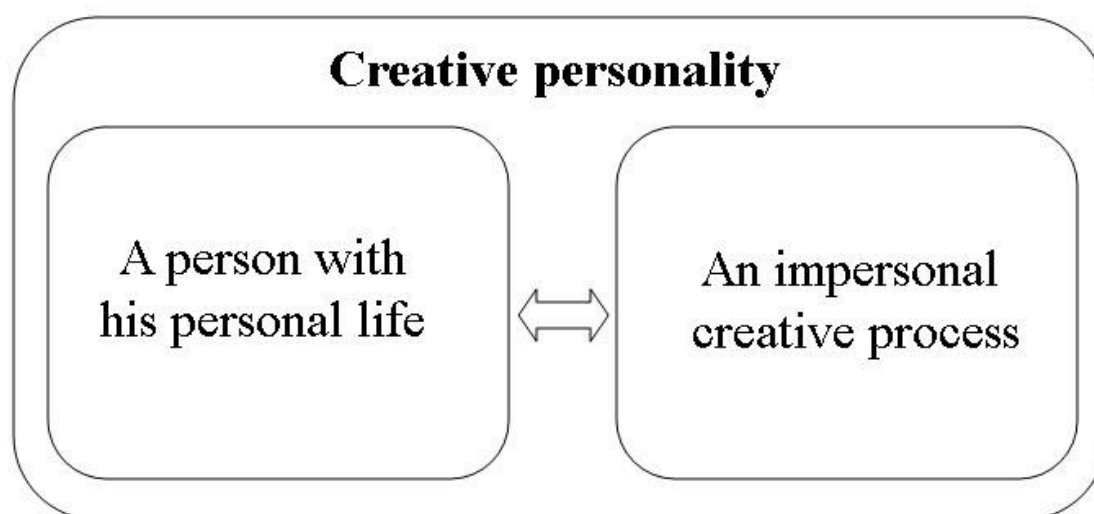 Creative personality
A person with
his personal life
An impersonal
creative process